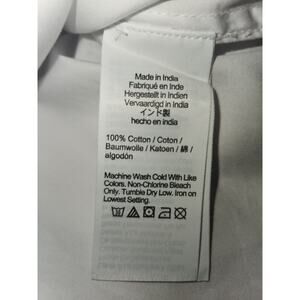 Made in India
Fabriqué en Inde
Hergestellt in Indien
Vervaardigd in India
インド製
hecho en india
100% Cotton / Coton /
Baumwolle / Katoen / 綿 /
algodón
Machine Wash Cold With Like
Colors. Non-Chlorine Bleach
Only. Tumble Dry Low. Iron on
Lowest Setting.